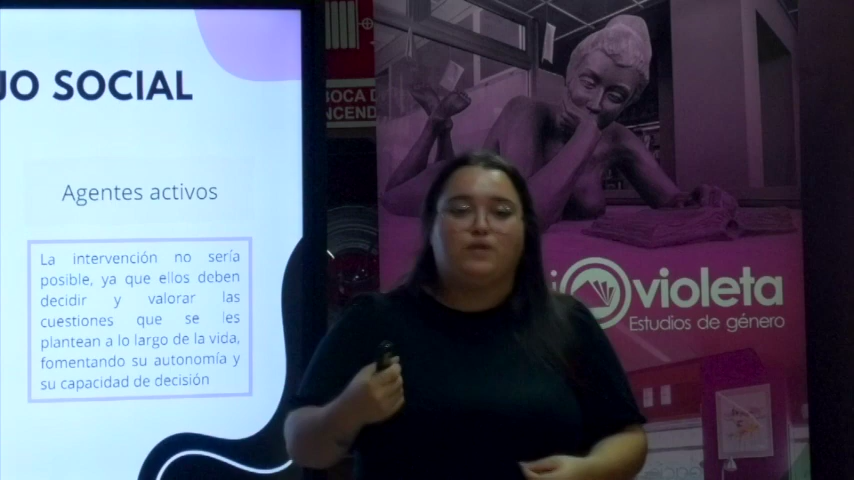 JO SOCIAL
Agentes activos
La intervención no sería
posible, ya que ellos deben
decidir y valorar las
cuestiones que se les
plantean a lo largo de la vida,
fomentando su autonomía y
su capacidad de decisión
BOCA D
NCEND
violeta
Estudios de género